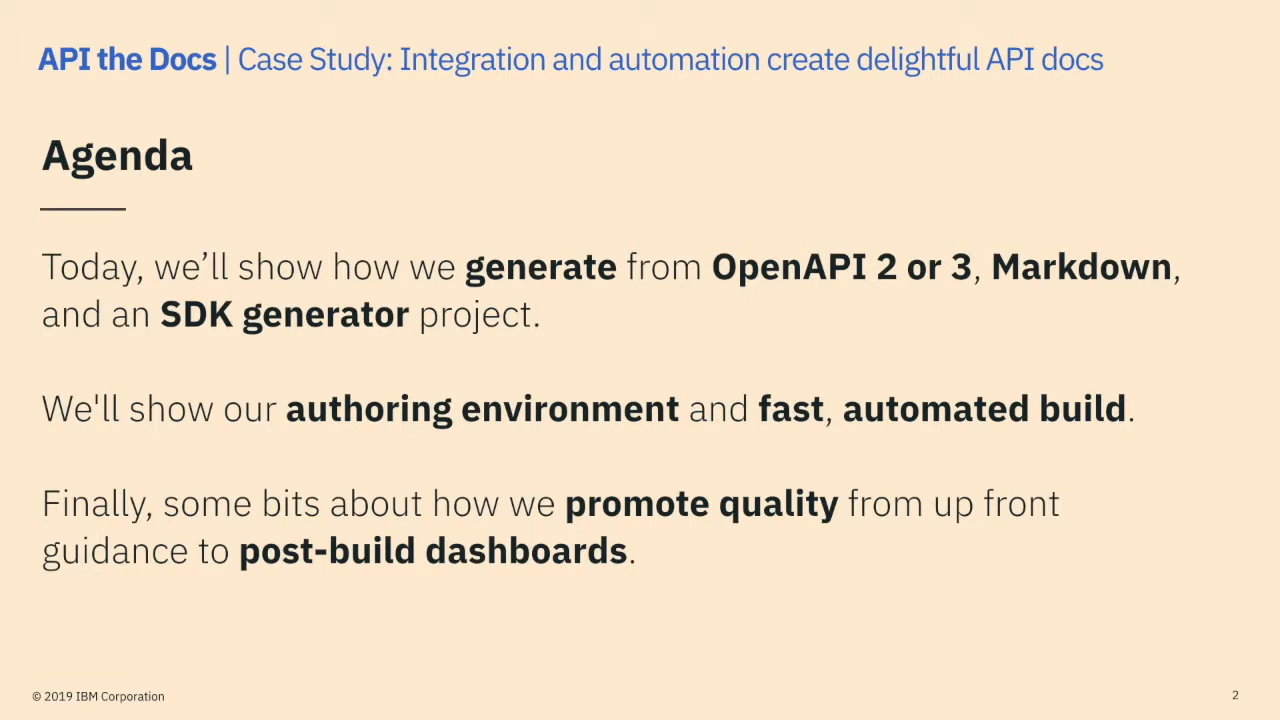 API the Docs | Case Study: Integration and automation create delightful API docs
Agenda
Today, we’ll show how we generate from OpenAPI 2 or 3, Markdown,
and an SDK generator project.
We'll show our authoring environment and fast, automated build.
Finally, some bits about how we promote quality from up front
guidance to post-build dashboards.
© 2019 IBM Corporation
2